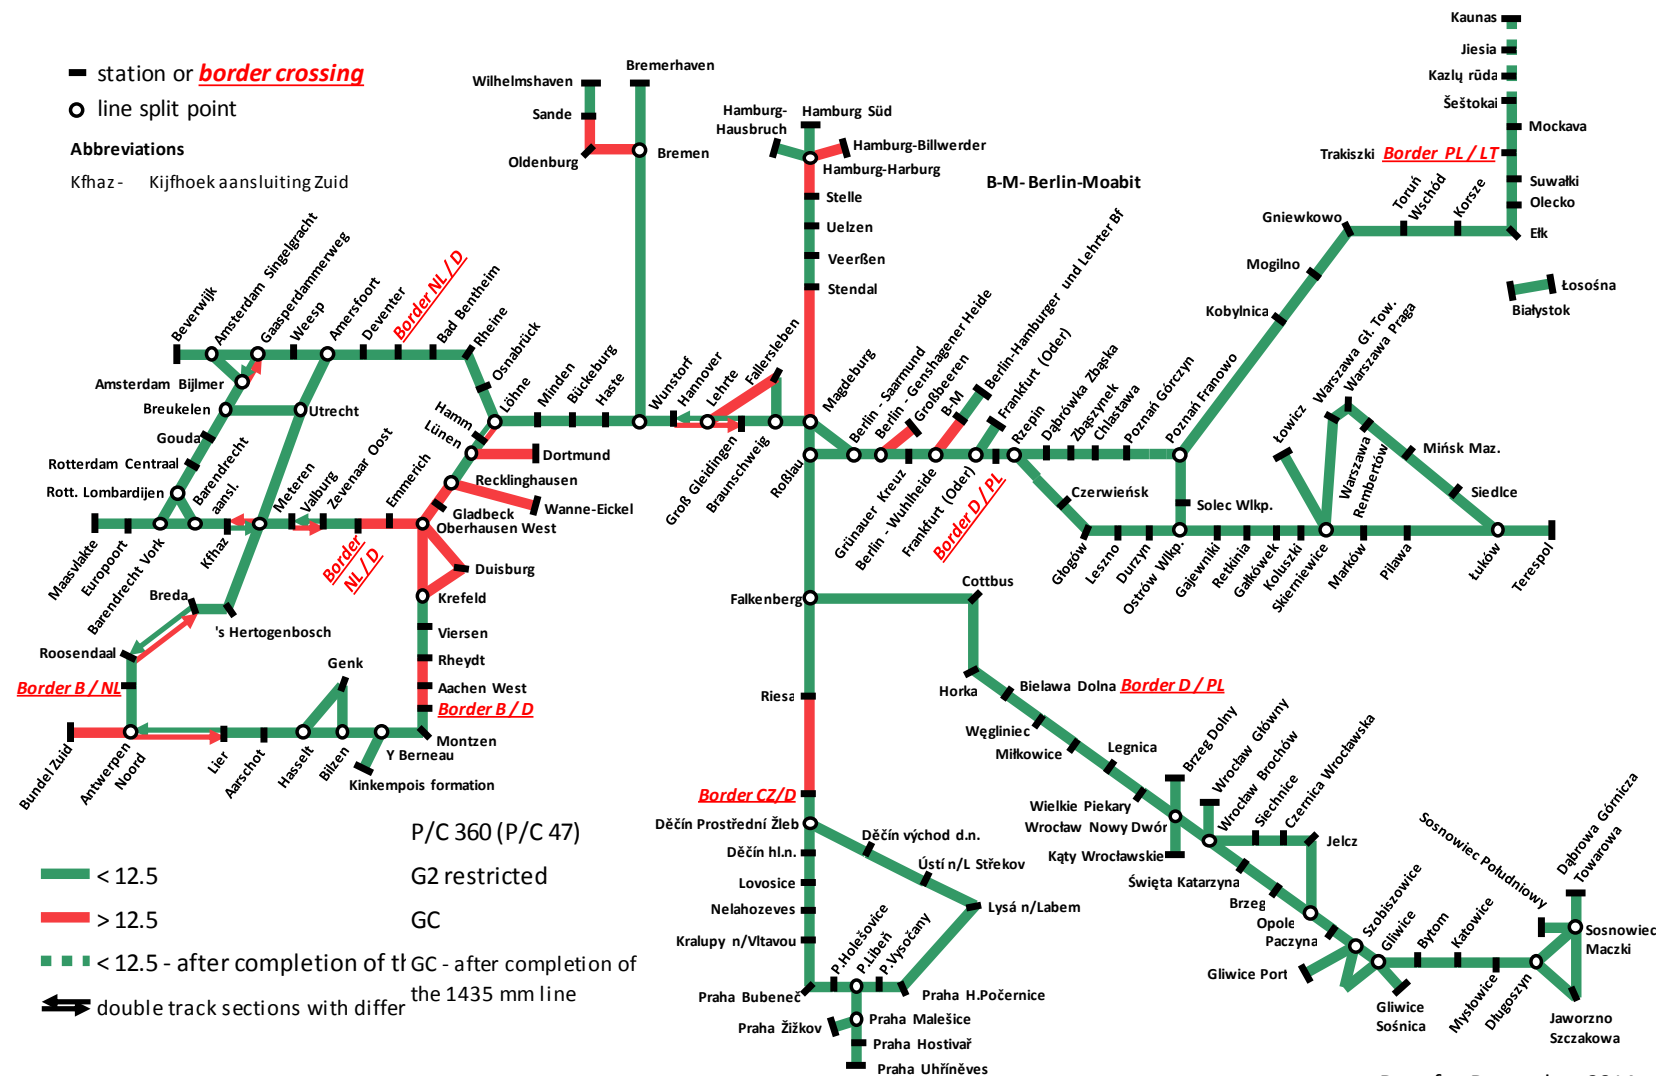 station or border crossing
line split point
Abbreviations
Kfhaz - Kijfhoek aansluiting Zuid
Wilhelmshaven
Bremerhaven
Sande
Oldenburg
Bremen
Hamburg-
Hausbruch
Hamburg Süd
Hamburg-Billwerder
Hamburg-Harburg
Stelle
Uelzen
Veerßen
Stendal
B-M- Berlin-Moabit
Kaunas
Jiesia
Kazlų rūda
Šeštokai
Mockava
Trakiszki Border PL / LT
Suwałki
Olecko
Ełk
Korsze
Toruń
Wschód
Gniewkowo
Mogilno
Kobylnica
Łosośna
Białystok
Beverwijk
Amsterdam Singelgracht
Gaasperdammerweg
Weesp
Amersfoort
Deventer
Border NL / D
Bad Bentheim
Rheine
Osnabrück
Löhne
Minden
Bückeburg
Haste
Wunstorf
Hannover
Lehrte
Fallersleben
Magdeburg
Berlin - Saarmund
Berlin - Genshagener Heide
Großbeeren
B-M
Berlin-Hamburger und Lehrter Bf
Frankfurt (Oder)
Rzepin
Dąbrówka Zbąska
Zbąszynek
Chlastawa
Poznań Górczyn
Poznań Franowo
Łowicz
Warszawa Gł. Tow.
Warszawa Praga
Warszawa
Rembertów
Mińsk Maz.
Siedlce
Amsterdam Bijlmer
Breukelen
Utrecht
Gouda
Rotterdam Centraal
Rott. Lombardijen
Barendrecht
aansl.
Meteren
Valburg
Zevenaar Oost
Emmerich
Hamm
Lünen
Dortmund
Recklinghausen
Wanne-Eickel
Gladbeck
Oberhausen West
Duisburg
Krefeld
Viersen
Rheydt
Aachen West
Border B / D
Montzen
Maasvlakte
Europoort
Barendrecht Vork
Kfhaz
Border
NL / D
Breda
's Hertogenbosch
Roosendaal
Border B / NL
Bundel Zuid
Antwerpen
Noord
Lier
Aarschot
Hasselt
Genk
Bilzen
Y Berneau
Kinkempois formation
Groß Gleidingen
Braunschweig
Roßlau
Grünauer Kreuz
Berlin - Wuhlheide
Frankfurt (Oder)
Border D / PL
Czerwieńsk
Głogów
Leszno
Durzyn
Ostrów Wlkp.
Solec Wlkp.
Gajewniki
Retkinia
Gałkówek
Koluszki
Skierniewice
Marków
Pilawa
Łuków
Terespol
Falkenberg
Cottbus
Horka
Riesa
Border CZ/D
Bielawa Dolna Border D / PL
Węgliniec
Miłkowice
Legnica
Wielkie Piekary
Wrocław Nowy Dwór
Kąty Wrocławskie
Brzeg Dolny
Wrocław Główny
Wrocław Brochów
Siechnice
Czernica Wrocławska
Jelcz
Święta Katarzyna
Brzeg
Opole
Paczyna
Szobiszowice
Gliwice
Bytom
Katowice
Gliwice Port
Gliwice
Sośnica
Mysłowice
Długoszyn
Sosnowiec Południowy
Dąbrowa Górnicza
Towarowa
Sosnowiec
Maczki
Jaworzno
Szczakowa
Děčín Prostřední Žleb
Děčín východ d.n.
Děčín hl.n.
Ústí n/L Střekov
Lovosice
Nelahozeves
Lysá n/Labem
Kralupy n/Vltavou
P.Holešovice
P.Libeň
P.Vysočany
Praha Bubeneč
Praha H.Počernice
Praha Žižkov
Praha Malešice
Praha Hostivař
Praha Uhříněves
P/C 360 (P/C 47)
< 12.5 G2 restricted
> 12.5 GC
< 12.5 - after completion of th GC - after completion of
the 1435 mm line
double track sections with differ